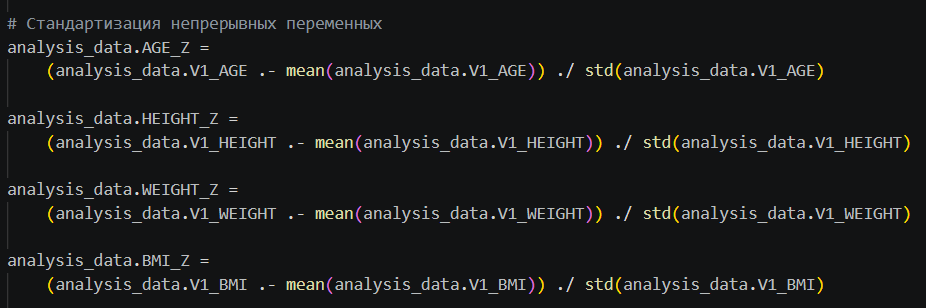 # Стандартизация непрерывных переменных
analysis_data.AGE_Z =
(analysis_data.V1_AGE .- mean(analysis_data.V1_AGE)) ./ std(analysis_data.V1_AGE)
analysis_data.HEIGHT_Z =
(analysis_data.V1_HEIGHT .- mean(analysis_data.V1_HEIGHT)) ./ std(analysis_data.V1_HEIGHT)
analysis_data.WEIGHT_Z =
(analysis_data.V1_WEIGHT .- mean(analysis_data.V1_WEIGHT)) ./ std(analysis_data.V1_WEIGHT)
analysis_data.BMI_Z =
(analysis_data.V1_BMI .- mean(analysis_data.V1_BMI)) ./ std(analysis_data.V1_BMI)